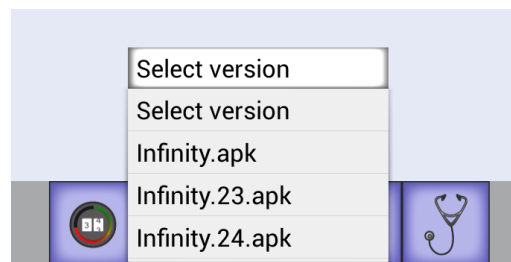 Select version
Select version
Infinity.apk
Infinity.23.apk
Infinity.24.apk